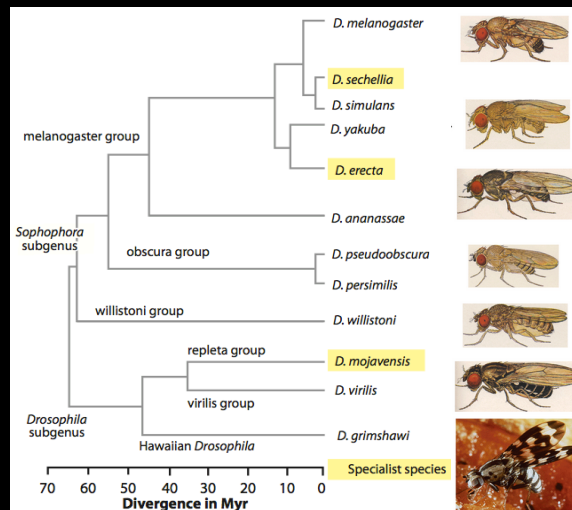 D. melanogaster
D. sechellia
D. simulans
D. yakuba
melanogaster group
D. erecta
D. ananassae
Sophophora
subgenus
obscura group
D. pseudoobscura
D. persimilis
willistoni group
D. willistoni
repleta group
D. mojavensis
D. virilis
virilis group
Drosophila
subgenus
D. grimshawi
Hawaiian Drosophila
Specialist species
70 60 50 40 30 20 10 0
Divergence in Myr